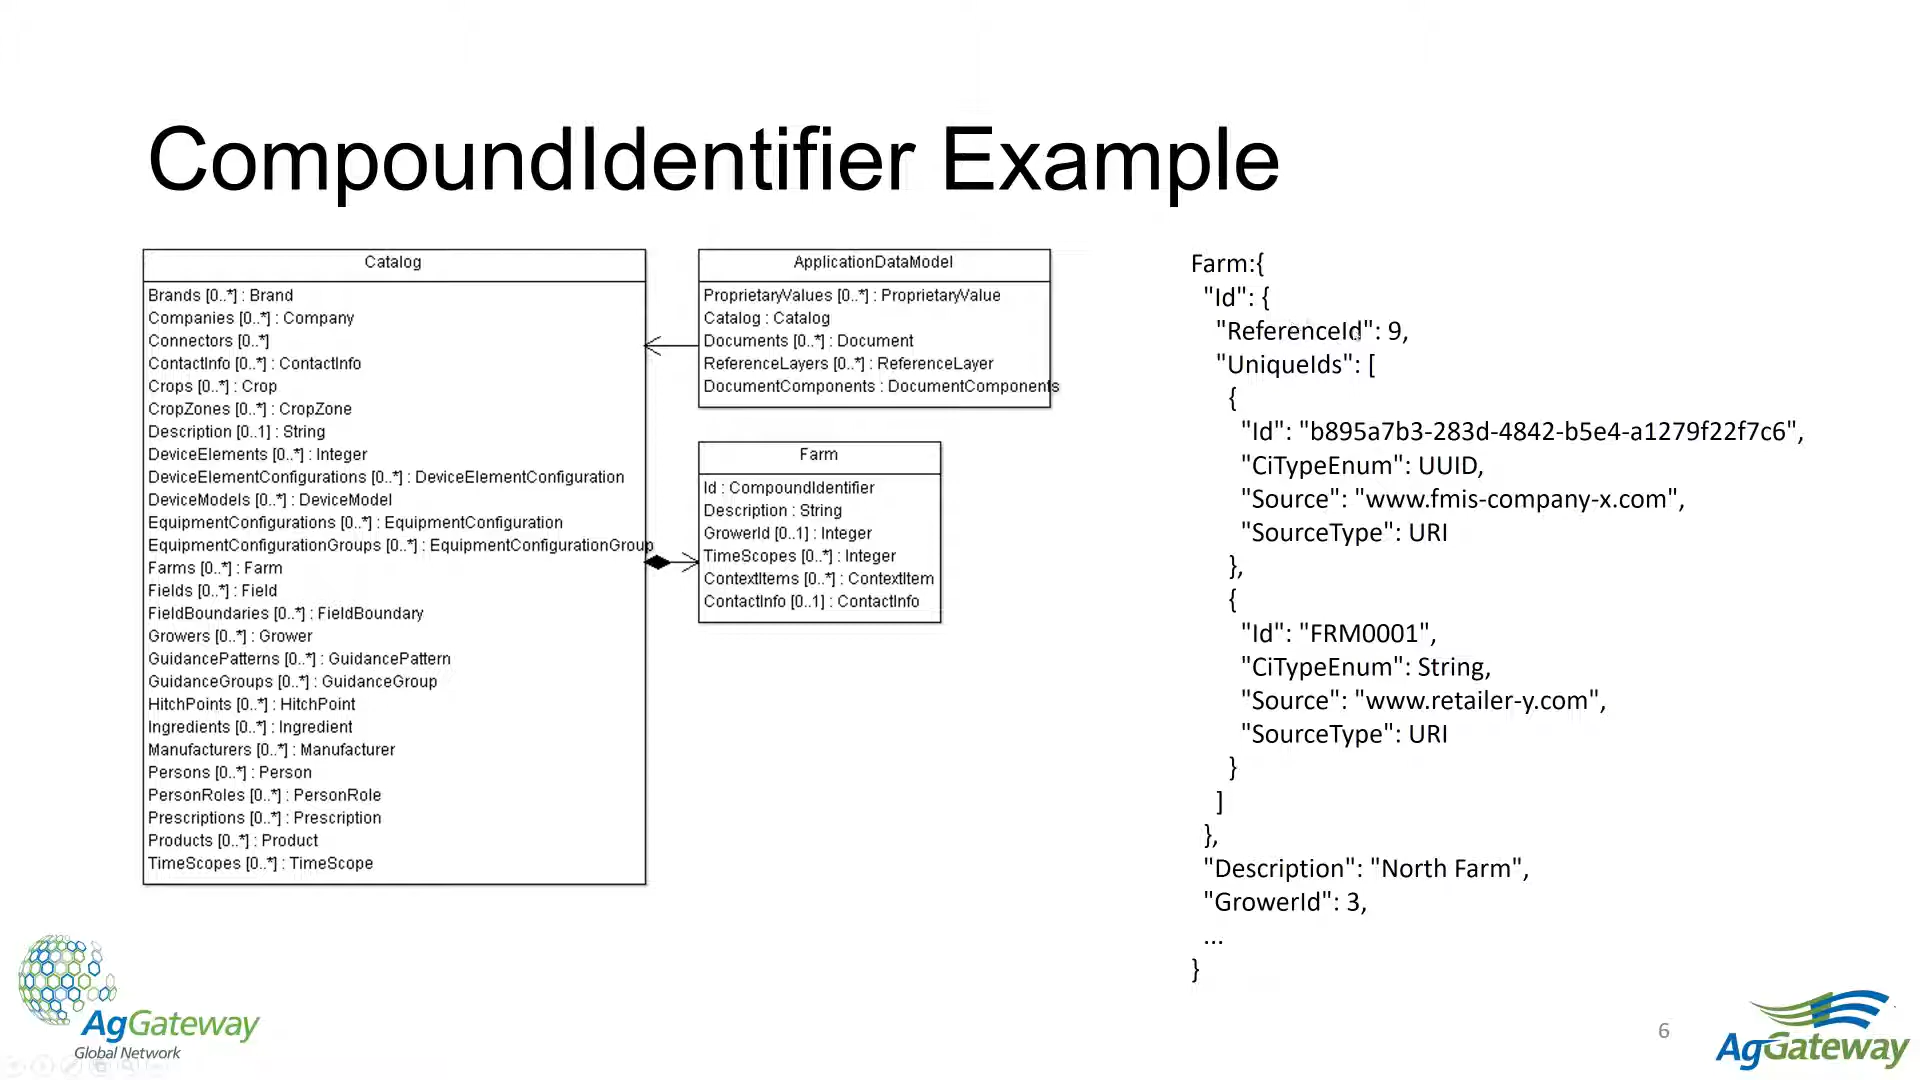 CompoundIdentifier Example
Catalog
Brands [0..*] : Brand
Companies [0..*] : Company
Connectors [0..*]
ContactInfo [0..*] : ContactInfo
Crops [0..*] : Crop
CropZones [0..*] : CropZone
Description [0..1] : String
DeviceElements [0..*] : Integer
DeviceElementConfigurations [0..*] : DeviceElementConfiguration
DeviceModels [0..*] : DeviceModel
EquipmentConfigurations [0..*] : EquipmentConfiguration
EquipmentConfigurationGroups [0..*] : EquipmentConfigurationGroup
Farms [0..*] : Farm
Fields [0..*] : Field
FieldBoundaries [0..*] : FieldBoundary
Growers [0..*] : Grower
GuidancePatterns [0..*] : GuidancePattern
GuidanceGroups [0..*] : GuidanceGroup
HitchPoints [0..*] : HitchPoint
Ingredients [0..*] : Ingredient
Manufacturers [0..*] : Manufacturer
Persons [0..*] : Person
PersonRoles [0..*] : PersonRole
Prescriptions [0..*] : Prescription
Products [0..*] : Product
TimeScopes [0..*] : TimeScope
ApplicationDataModel
ProprietaryValues [0..*] : ProprietaryValue
Catalog : Catalog
Documents [0..*] : Document
ReferenceLayers [0..*] : ReferenceLayer
DocumentComponents : DocumentComponents
Farm
Id : CompoundIdentifier
Description : String
GrowerId [0..1] : Integer
TimeScopes [0..*] : Integer
ContextItems [0..*] : ContextItem
ContactInfo [0..1] : ContactInfo
Farm:{
"Id": {
"ReferenceId": 9,
"UniqueIds": [
{
"Id": "b895a7b3-283d-4842-b5e4-a1279f22f7c6",
"CiTypeEnum": UUID,
"Source": "www.fmis-company-x.com",
"SourceType": URI
},
{
"Id": "FRM0001",
"CiTypeEnum": String,
"Source": "www.retailer-y.com",
"SourceType": URI
}
]
},
"Description": "North Farm",
"GrowerId": 3,
...
}
AgGateway
Global Network
6
AgGateway